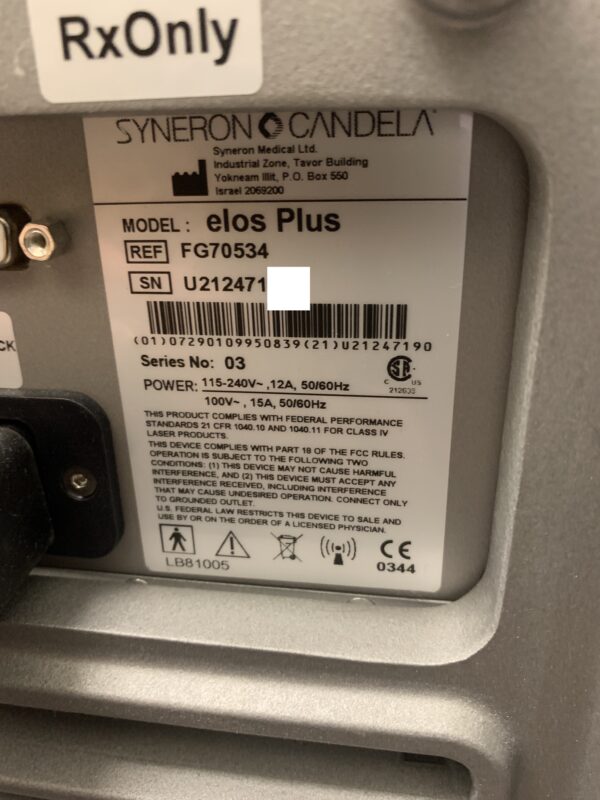 RxOnly
SYNERON CANDELA
Syneron Medical Ltd.
Industrial Zone, Tavor Building
Yokneam Illit, P.O. Box 550
Israel 2069200
MODEL : elos Plus
REF FG70534
SN U212471
(01)07290109950839(21)U21247190
Series No: 03
POWER: 115-240V~ ,12A, 50/60Hz
100V~ , 15A, 50/60Hz
C US
THIS PRODUCT COMPLIES WITH FEDERAL PERFORMANCE
STANDARDS 21 CFR 1040.10 AND 1040.11 FOR CLASS IV
LASER PRODUCTS.
THIS DEVICE COMPLIES WITH PART 18 OF THE FCC RULES.
OPERATION IS SUBJECT TO THE FOLLOWING TWO
CONDITIONS: (1) THIS DEVICE MAY NOT CAUSE HARMFUL
INTERFERENCE, AND (2) THIS DEVICE MUST ACCEPT ANY
INTERFERENCE RECEIVED, INCLUDING INTERFERENCE
THAT MAY CAUSE UNDESIRED OPERATION. CONNECT ONLY
TO GROUNDED OUTLET.
U.S. FEDERAL LAW RESTRICTS THIS DEVICE TO SALE AND
USE BY OR ON THE ORDER OF A LICENSED PHYSICIAN.
LB81005
CE
0344